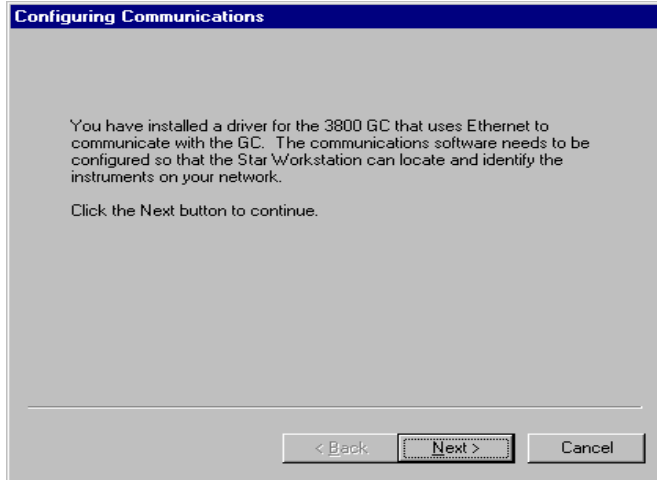 Configuring Communications
You have installed a driver for the 3800 GC that uses Ethernet to
communicate with the GC. The communications software needs to be
configured so that the Star Workstation can locate and identify the
instruments on your network.
Click the Next button to continue.
< Back Next > Cancel